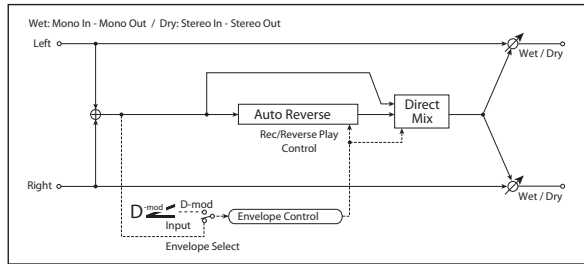 Wet: Mono In - Mono Out / Dry: Stereo In - Stereo Out
Left
Wet / Dry
Auto Reverse
Direct
Mix
Rec/Reverse Play
Control
Right
Wet / Dry
D-mod
D-mod
Input
Envelope Control
Envelope Select